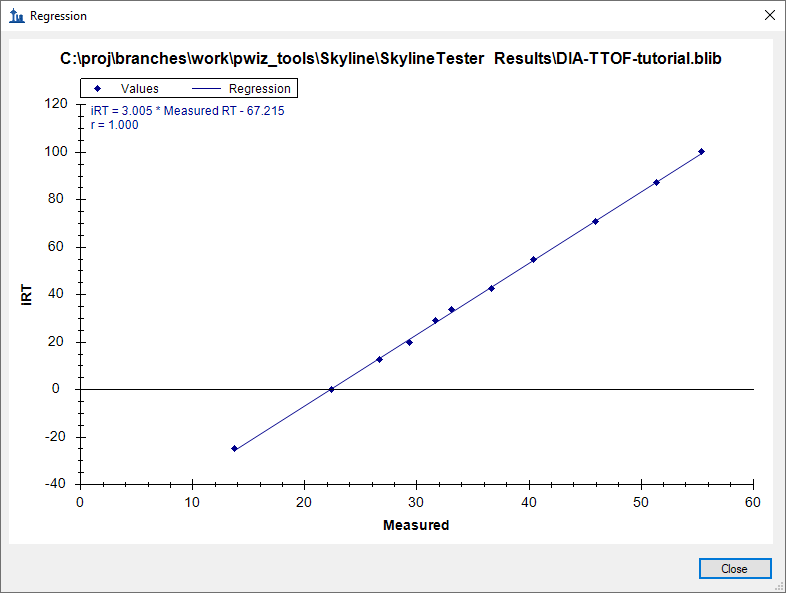 Regression
C:\proj\branches\work\pwiz_tools\Skyline\SkylineTester Results\DIA-TTOF-tutorial.blib
Values Regression
iRT = 3.005 * Measured RT - 67.215
r = 1.000
120
100
80
60
40
20
0
-20
-40
iRT
0 10 20 30 40 50 60
Measured
Close